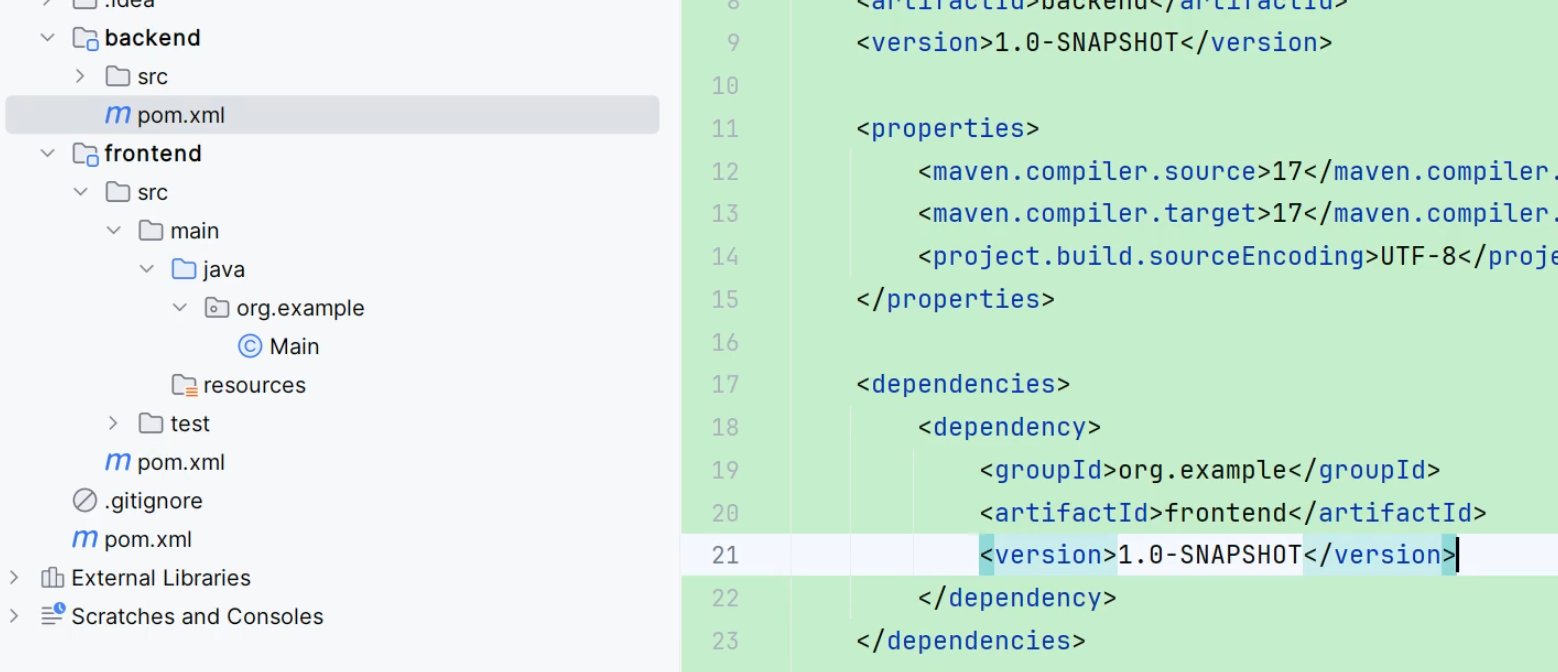 .idea
backend
src
pom.xml
frontend
src
main
java
org.example
Main
resources
test
pom.xml
.gitignore
pom.xml
External Libraries
Scratches and Consoles
8 <artifactId>backend</artifactId>
9 <version>1.0-SNAPSHOT</version>
10
11 <properties>
12 <maven.compiler.source>17</maven.compiler.
13 <maven.compiler.target>17</maven.compiler.
14 <project.build.sourceEncoding>UTF-8</proje
15 </properties>
16
17 <dependencies>
18 <dependency>
19 <groupId>org.example</groupId>
20 <artifactId>frontend</artifactId>
21 <version>1.0-SNAPSHOT</version>
22 </dependency>
23 </dependencies>